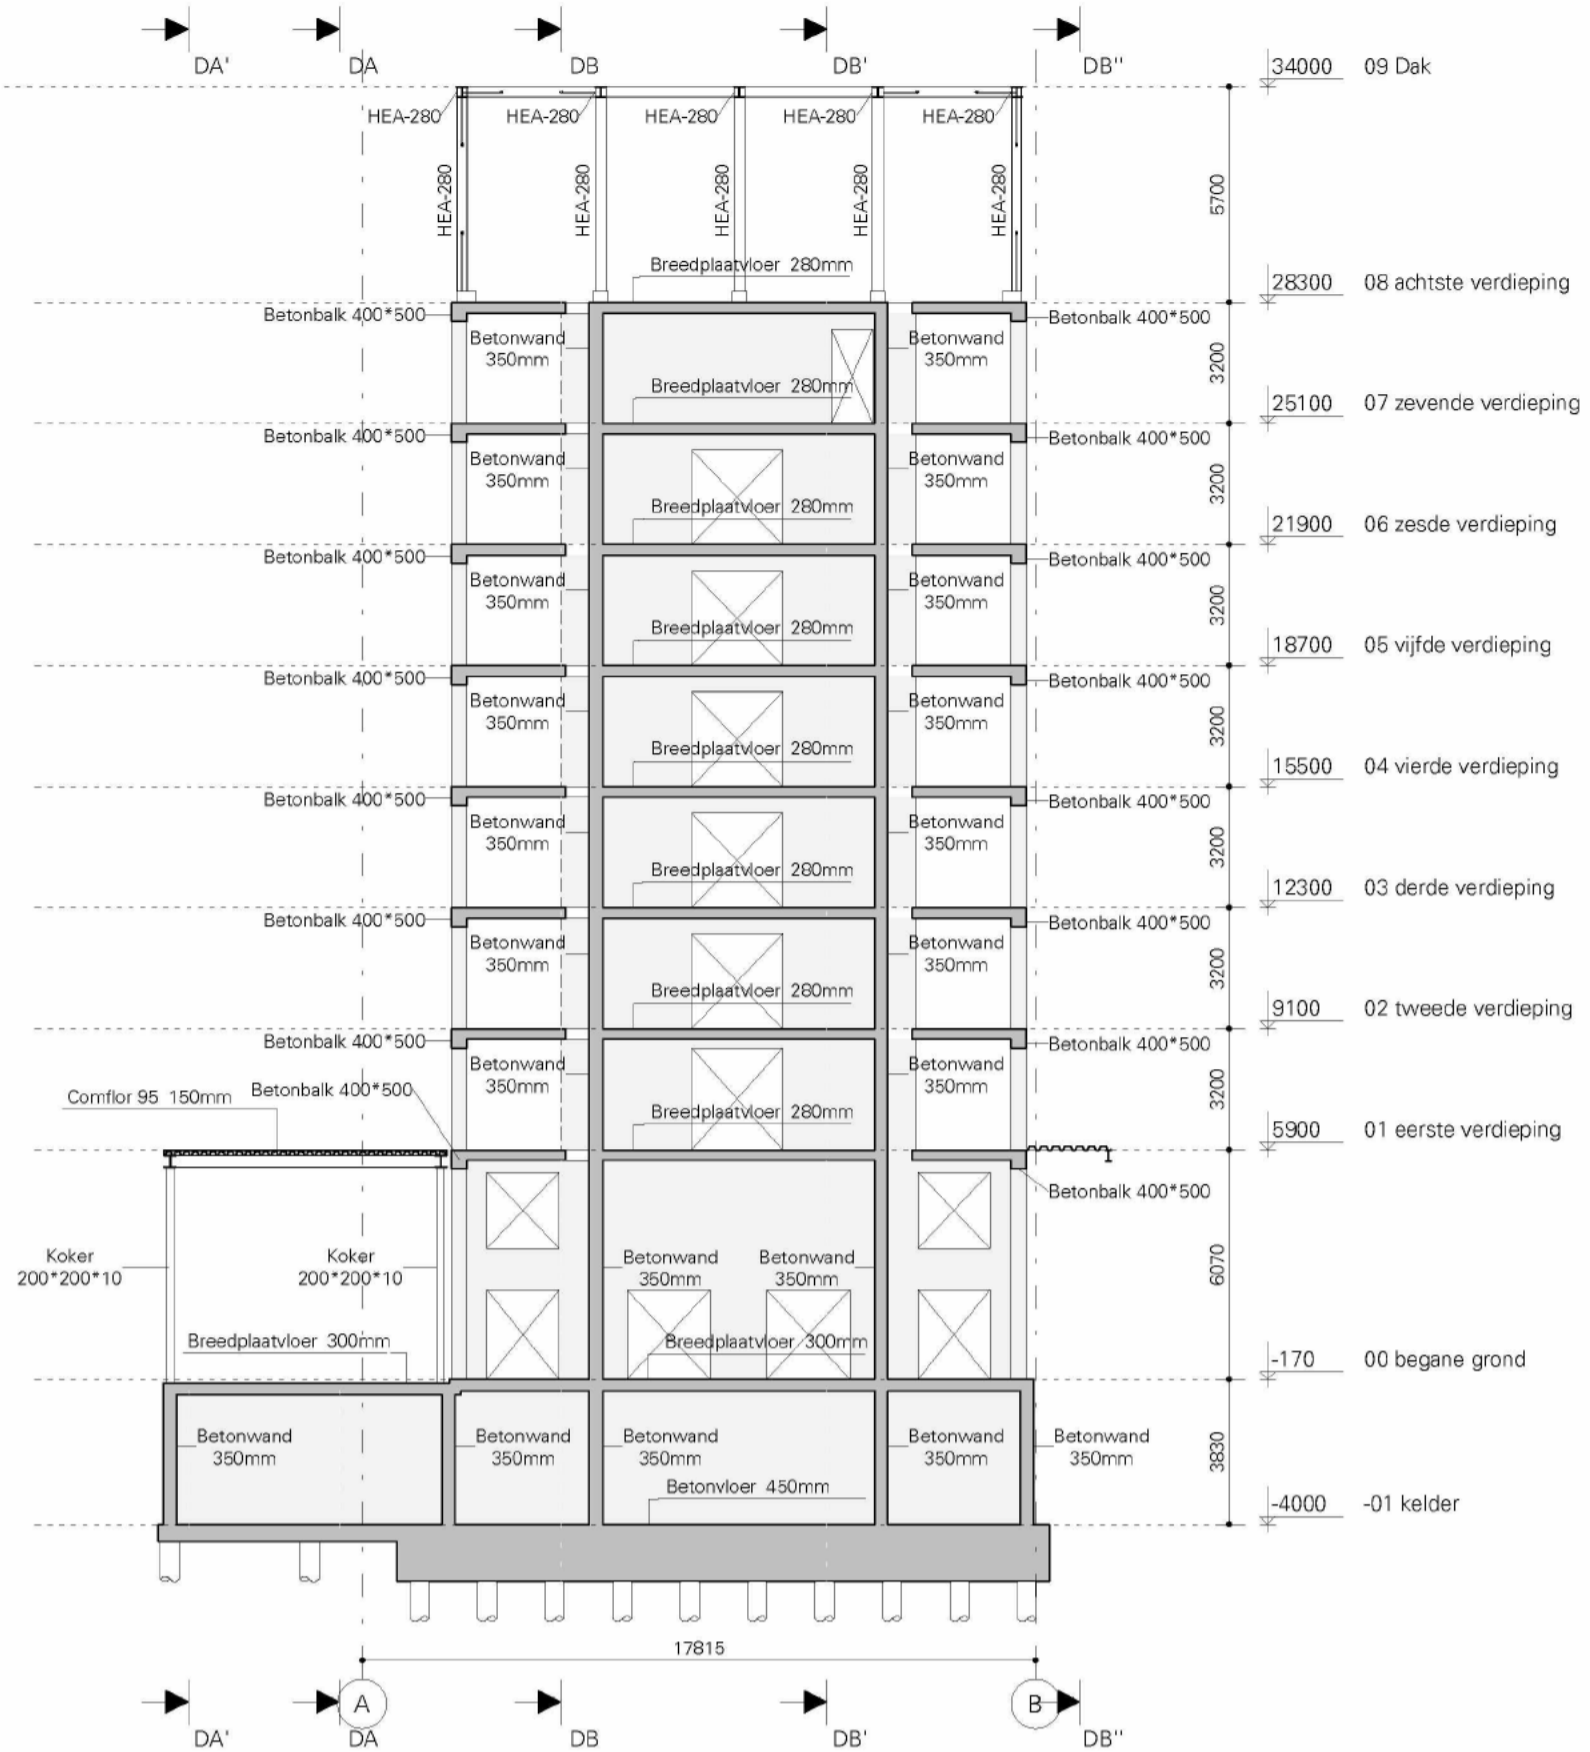 DA' DA DB DB' DB''
34000 09 Dak
HEA-280 HEA-280 HEA-280 HEA-280 HEA-280
HEA-280 HEA-280 HEA-280 HEA-280 HEA-280
5700
Breedplaatvloer 280mm
28300 08 achtste verdieping
Betonbalk 400*500 Betonbalk 400*500
Betonwand Betonwand
350mm 350mm
3200
Breedplaatvloer 280mm
25100 07 zevende verdieping
Betonbalk 400*500 Betonbalk 400*500
Betonwand Betonwand
350mm 350mm
3200
Breedplaatvloer 280mm
21900 06 zesde verdieping
Betonbalk 400*500 Betonbalk 400*500
Betonwand Betonwand
350mm 350mm
3200
Breedplaatvloer 280mm
18700 05 vijfde verdieping
Betonbalk 400*500 Betonbalk 400*500
Betonwand Betonwand
350mm 350mm
3200
Breedplaatvloer 280mm
15500 04 vierde verdieping
Betonbalk 400*500 Betonbalk 400*500
Betonwand Betonwand
350mm 350mm
3200
Breedplaatvloer 280mm
12300 03 derde verdieping
Betonbalk 400*500 Betonbalk 400*500
Betonwand Betonwand
350mm 350mm
3200
Breedplaatvloer 280mm
9100 02 tweede verdieping
Betonbalk 400*500 Betonbalk 400*500
Betonwand Betonwand
350mm 350mm
3200
Comflor 95 150mm Betonbalk 400*500
Breedplaatvloer 280mm
5900 01 eerste verdieping
Betonbalk 400*500
Koker Koker Betonwand Betonwand
200*200*10 200*200*10 350mm 350mm
6070
Breedplaatvloer 300mm Breedplaatvloer 300mm
-170 00 begane grond
Betonwand Betonwand Betonwand Betonwand Betonwand
350mm 350mm 350mm 350mm 350mm
3830
Betonvloer 450mm
-4000 -01 kelder
17815
A B
DA' DA DB DB' DB''